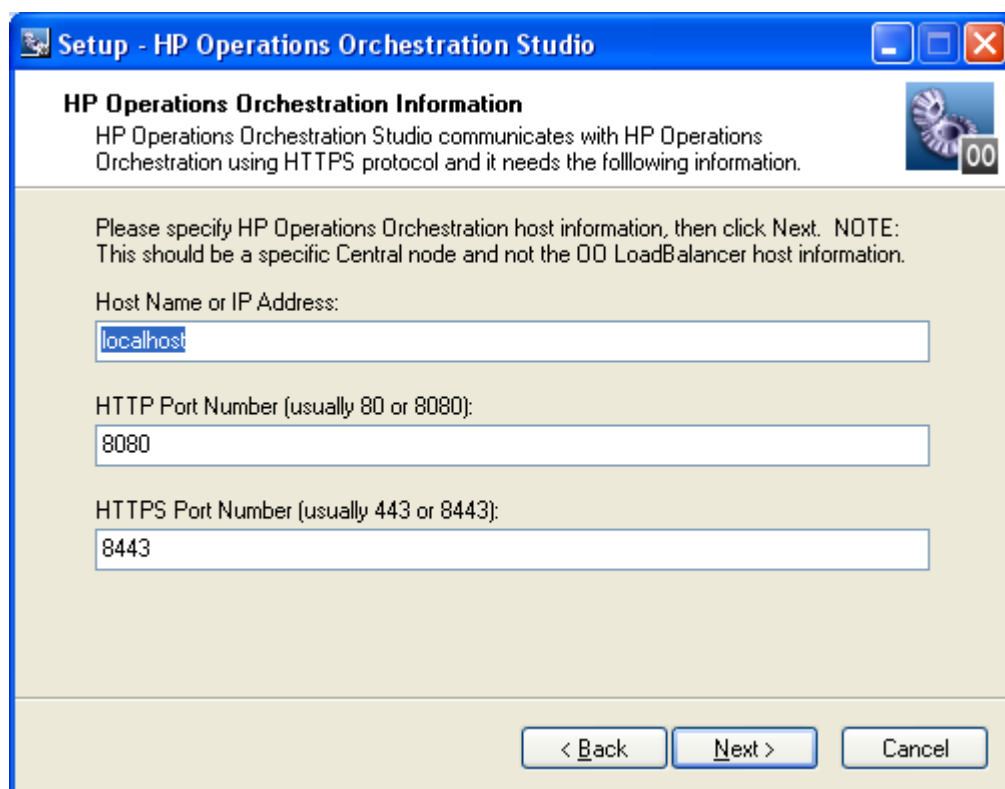 Setup - HP Operations Orchestration Studio
HP Operations Orchestration Information
HP Operations Orchestration Studio communicates with HP Operations
Orchestration using HTTPS protocol and it needs the folllowing information.
OO
Please specify HP Operations Orchestration host information, then click Next.  NOTE:
This should be a specific Central node and not the OO LoadBalancer host information.
Host Name or IP Address:
localhost
HTTP Port Number (usually 80 or 8080):
8080
HTTPS Port Number (usually 443 or 8443):
8443
< Back
Next >
Cancel